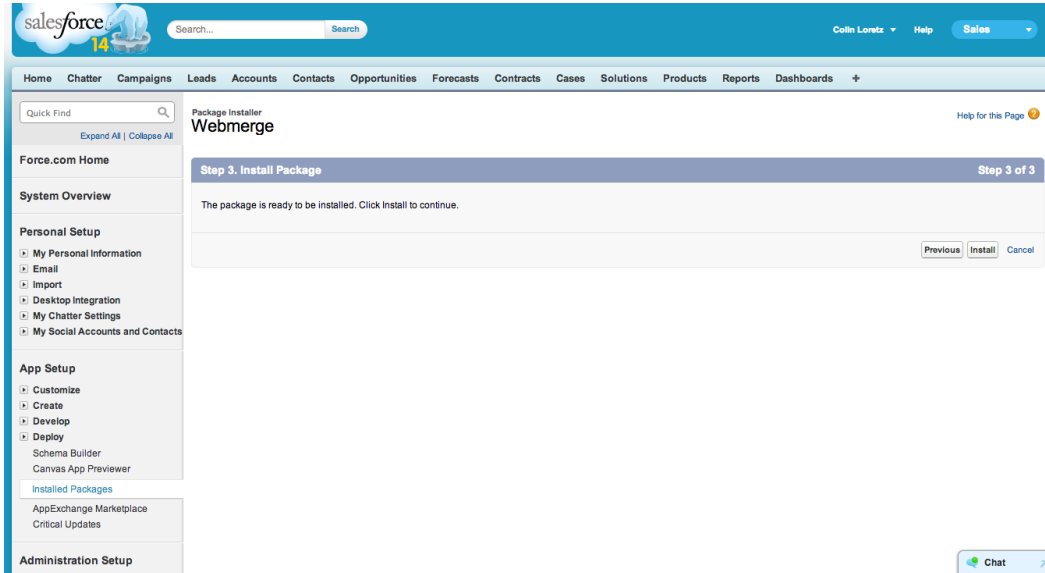 salesforce
14
Search...
Search
Colin Loretz
Help
Sales
Home Chatter Campaigns Leads Accounts Contacts Opportunities Forecasts Contracts Cases Solutions Products Reports Dashboards +
Quick Find
Expand All | Collapse All
Force.com Home
System Overview
Personal Setup
My Personal Information
Email
Import
Desktop Integration
My Chatter Settings
My Social Accounts and Contacts
App Setup
Customize
Create
Develop
Deploy
Schema Builder
Canvas App Previewer
Installed Packages
AppExchange Marketplace
Critical Updates
Administration Setup
Package Installer
Webmerge
Help for this Page ?
Step 3. Install Package
Step 3 of 3
The package is ready to be installed. Click Install to continue.
Previous Install Cancel
Chat